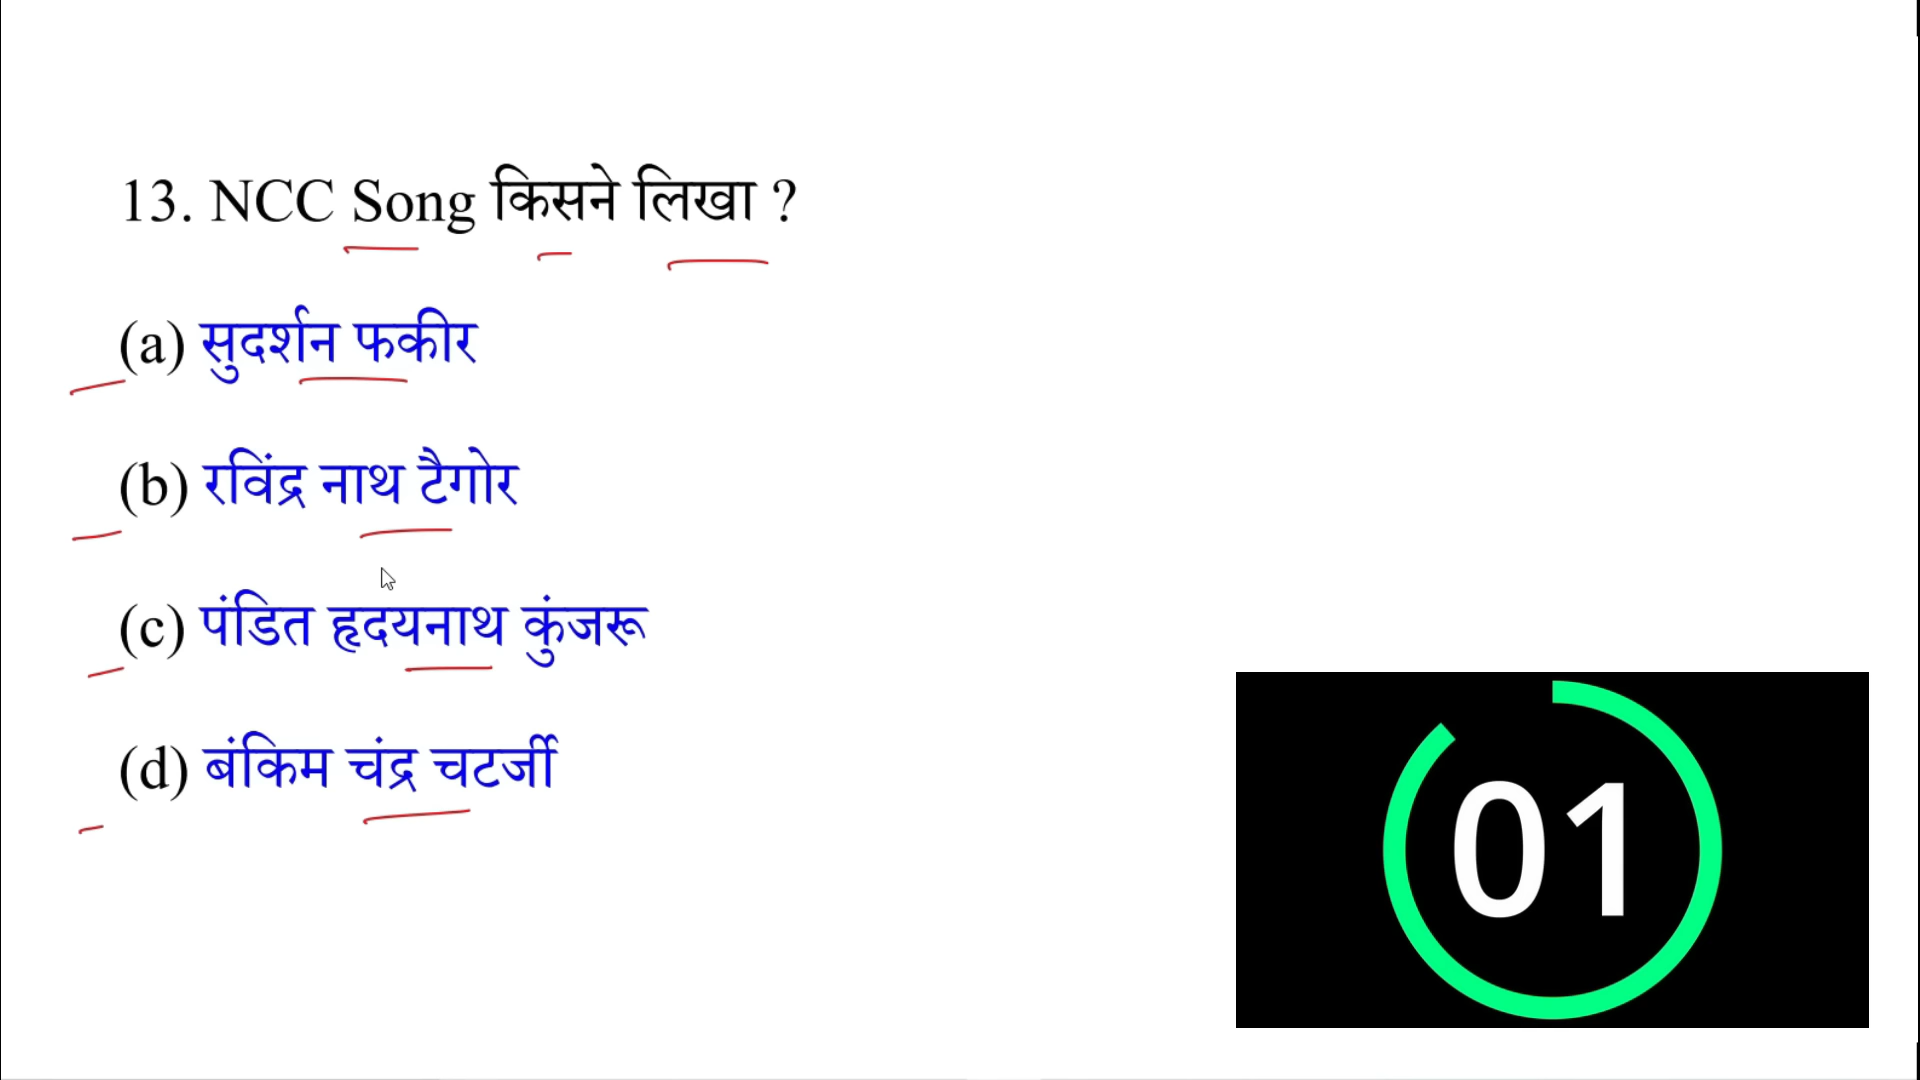 13. NCC Song किसने लिखा ?
(a) सुदर्शन फकीर
(b) रविंद्र नाथ टैगोर
(c) पंडित हृदयनाथ कुंजरू
(d) बंकिम चंद्र चटर्जी
01